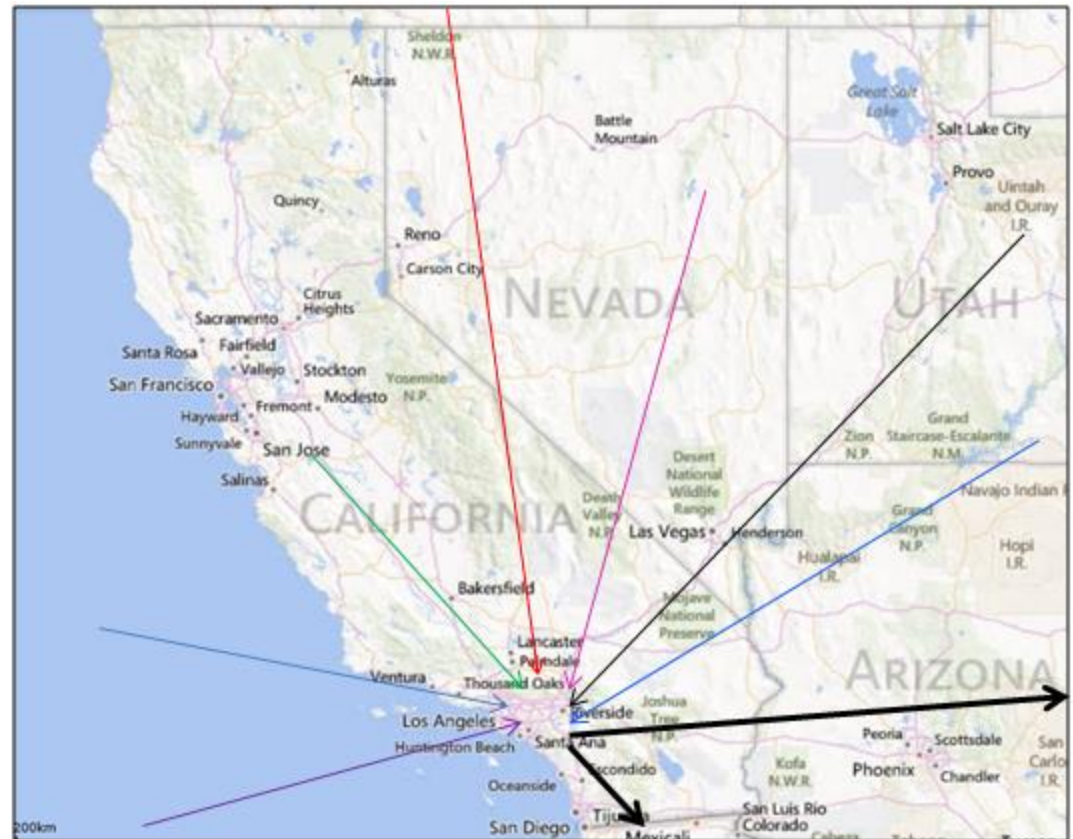 Sheldon
N.W.R.
Alturas
Great Salt
Lake
Battle
Mountain
Salt Lake City
Provo
Uintah
and Ouray
I.R.
Quincy
Reno
Carson City
NEVADA
UTAH
Citrus
Heights
Sacramento
Santa Rosa
Fairfield
Vallejo
Stockton
San Francisco
Yosemite
N.P.
Modesto
Fremont
Hayward
Sunnyvale
San Jose
Grand
Staircase-Escalante
N.M.
Zion
N.P.
Desert
National
Wildlife
Range
Salinas
CALIFORNIA
Death
Valley
N.P.
Navajo Indian
Grand
Canyon
N.P.
Las Vegas
Henderson
Hualapai
I.R.
Hopi
I.R.
Bakersfield
Mojave
National
Preserve
Lancaster
Palmdale
Ventura
Thousand Oaks
ARIZONA
Los Angeles
Riverside
Joshua
Tree
N.P.
Huntington Beach
Santa Ana
Peoria
Scottsdale
San
Carlo
I.R.
Phoenix
Chandler
Kofa
N.W.R.
Escondido
Oceanside
San Diego
Tijuana
San Luis Rio
Colorado
Mexicali
200km